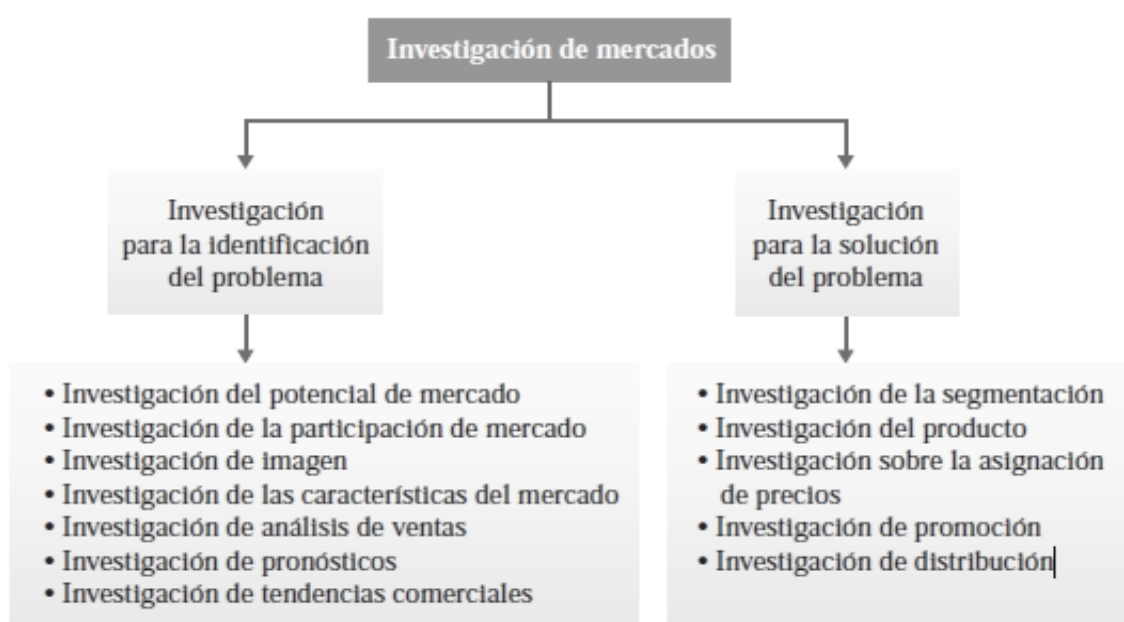 Investigación de mercados
Investigación
para la identificación
del problema
Investigación
para la solución
del problema
• Investigación del potencial de mercado
• Investigación de la participación de mercado
• Investigación de imagen
• Investigación de las características del mercado
• Investigación de análisis de ventas
• Investigación de pronósticos
• Investigación de tendencias comerciales
• Investigación de la segmentación
• Investigación del producto
• Investigación sobre la asignación
de precios
• Investigación de promoción
• Investigación de distribución